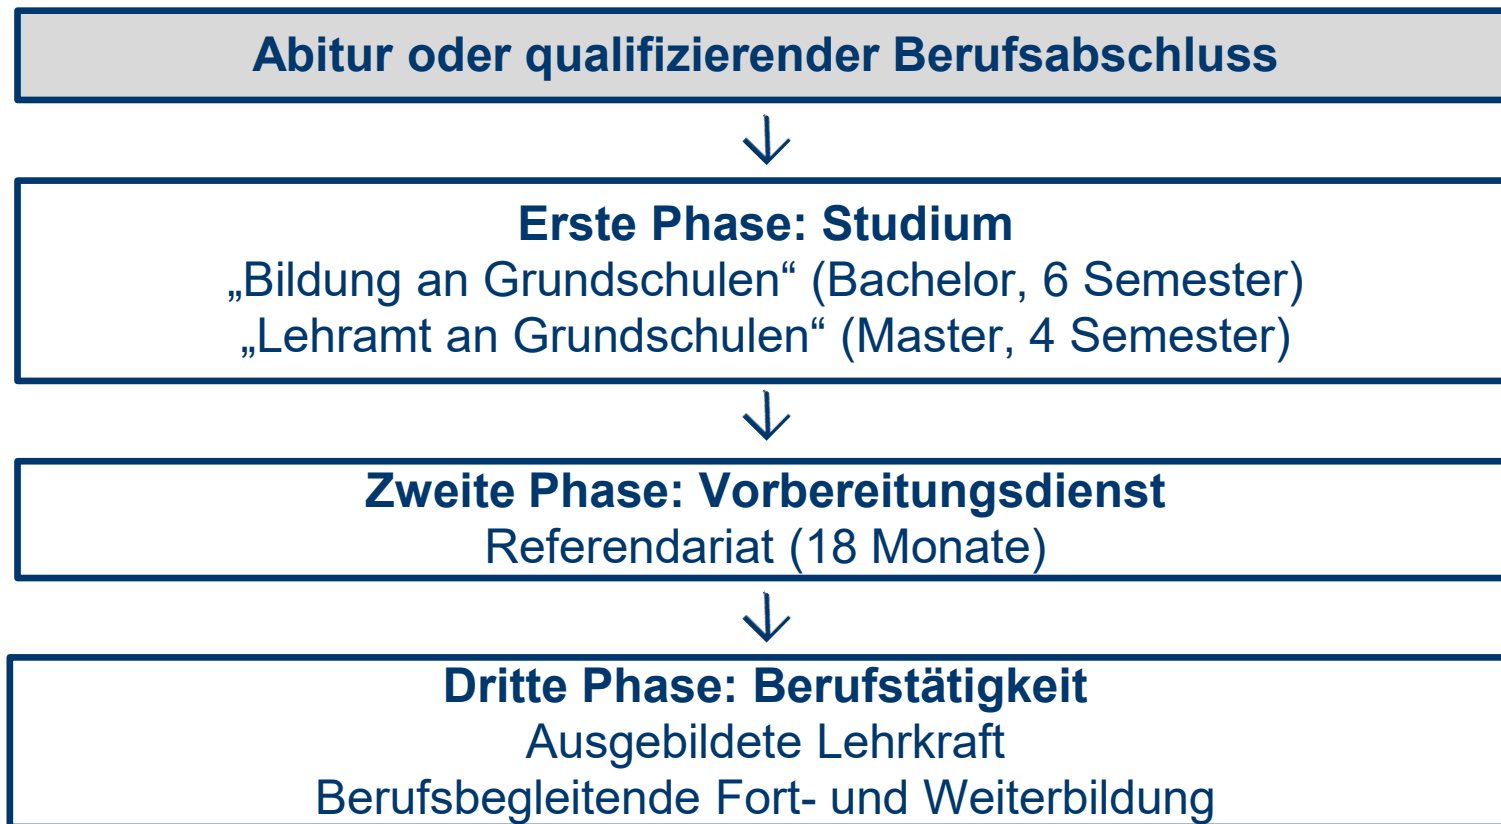 Abitur oder qualifizierender Berufsabschluss
Erste Phase: Studium
„Bildung an Grundschulen“ (Bachelor, 6 Semester)
„Lehramt an Grundschulen“ (Master, 4 Semester)
Zweite Phase: Vorbereitungsdienst
Referendariat (18 Monate)
Dritte Phase: Berufstätigkeit
Ausgebildete Lehrkraft
Berufsbegleitende Fort- und Weiterbildung